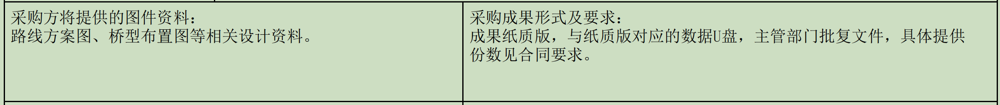 采购方将提供的图件资料：
路线方案图、桥型布置图等相关设计资料。
采购成果形式及要求：
成果纸质版，与纸质版对应的数据U盘，主管部门批复文件，具体提供
份数见合同要求。